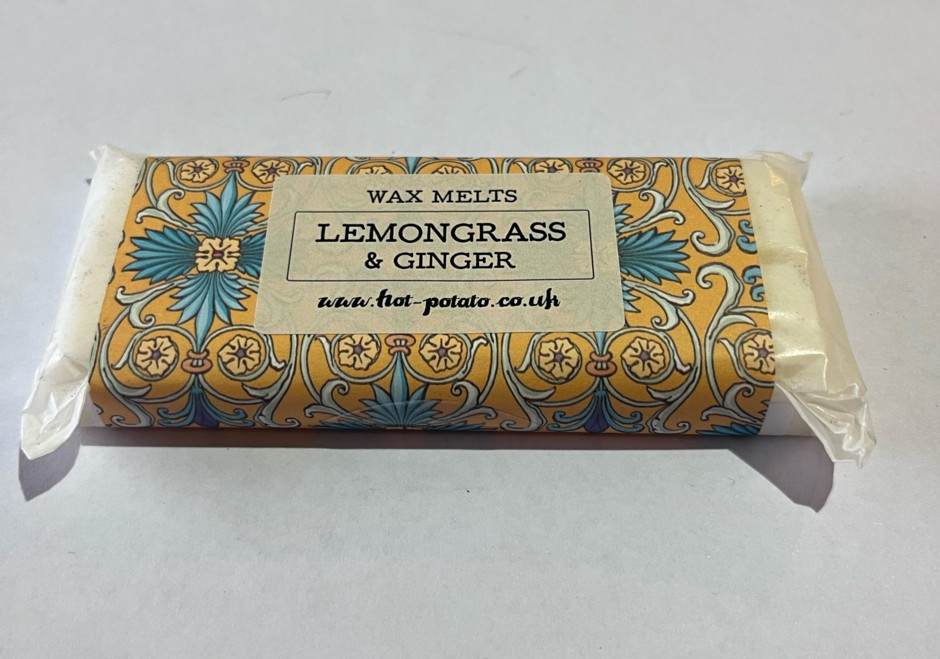 WAX MELTS
LEMONGRASS
& GINGER
www.hot-potato.co.uk